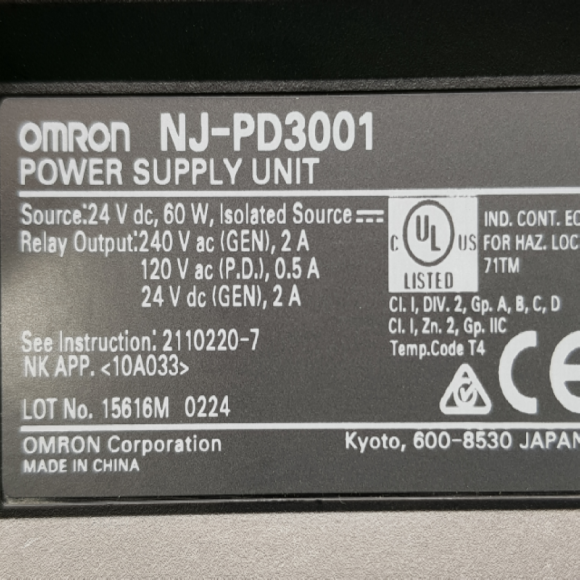 OMRON NJ-PD3001
POWER SUPPLY UNIT
Source:24 V dc, 60 W, Isolated Source
Relay Output:240 V ac (GEN), 2 A
120 V ac (P.D.), 0.5 A
24 V dc (GEN), 2 A
See Instruction: 2110220-7
NK APP. <10A033>
LOT No. 15616M 0224
C UL US
LISTED
IND. CONT. EQ
FOR HAZ. LOC
71TM
Cl. I, DIV. 2, Gp. A, B, C, D
Cl. I, Zn. 2, Gp. IIC
Temp.Code T4
CE
OMRON Corporation
Kyoto, 600-8530 JAPAN
MADE IN CHINA